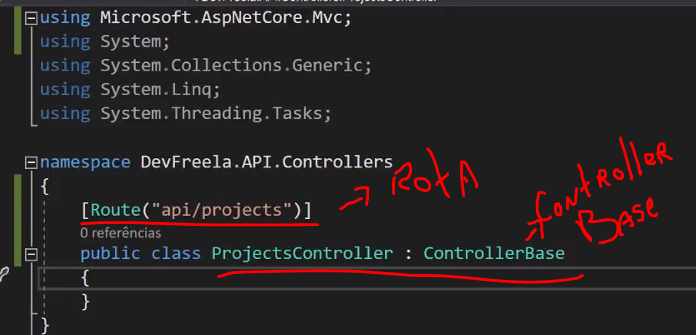 using Microsoft.AspNetCore.Mvc;
using System;
using System.Collections.Generic;
using System.Linq;
using System.Threading.Tasks;
namespace DevFreela.API.Controllers
{
[Route("api/projects")]
→ RotA
0 referências
public class ProjectsController : ControllerBase
→ CONTROLLER
BASE
{
}
}